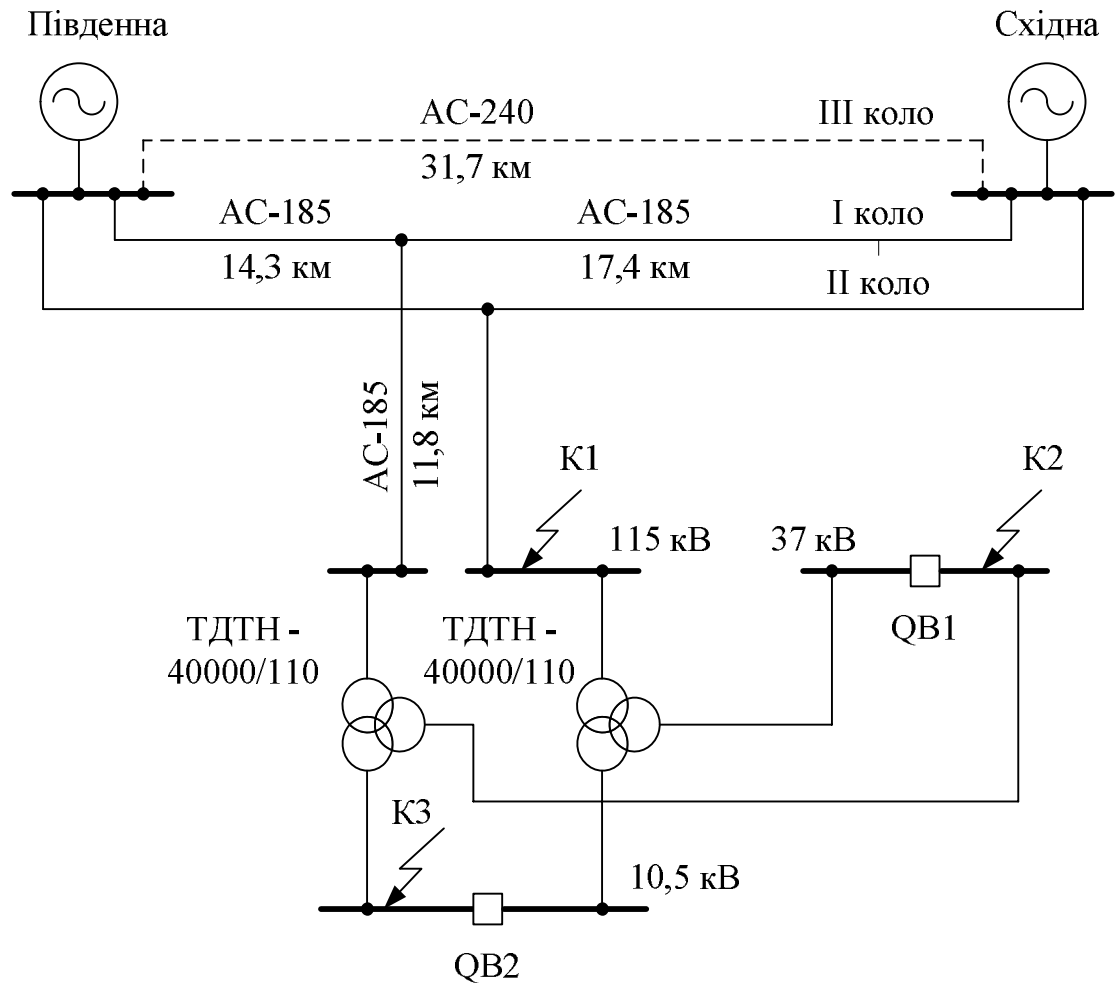 Південна
Східна
АС-240
ІІІ коло
31,7 км
АС-185
АС-185
І коло
14,3 км
17,4 км
ІІ коло
АС-185
11,8 км
К1
К2
115 кВ
37 кВ
QB1
ТДТН -
40000/110
ТДТН -
40000/110
К3
10,5 кВ
QB2